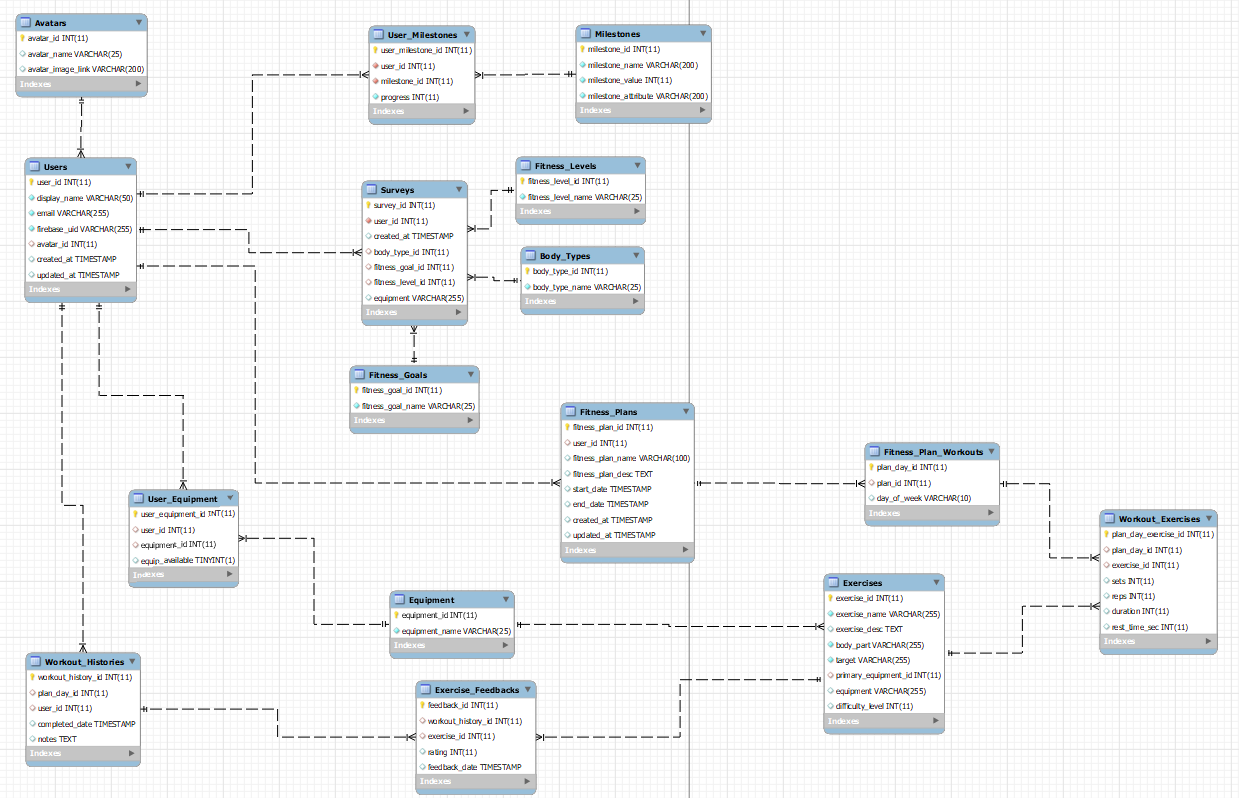 Avatars
avatar_id INT(11)
avatar_name VARCHAR(25)
avatar_image_link VARCHAR(200)
Indexes
User_Milestones
user_milestone_id INT(11)
user_id INT(11)
milestone_id INT(11)
progress INT(11)
Indexes
Milestones
milestone_id INT(11)
milestone_name VARCHAR(200)
milestone_value INT(11)
milestone_attribute VARCHAR(200)
Indexes
Users
user_id INT(11)
display_name VARCHAR(50)
email VARCHAR(255)
firebase_uid VARCHAR(255)
avatar_id INT(11)
created_at TIMESTAMP
updated_at TIMESTAMP
Indexes
Surveys
survey_id INT(11)
user_id INT(11)
created_at TIMESTAMP
body_type_id INT(11)
fitness_goal_id INT(11)
fitness_level_id INT(11)
equipment VARCHAR(255)
Indexes
Fitness_Levels
fitness_level_id INT(11)
fitness_level_name VARCHAR(25)
Indexes
Body_Types
body_type_id INT(11)
body_type_name VARCHAR(25)
Indexes
Fitness_Goals
fitness_goal_id INT(11)
fitness_goal_name VARCHAR(25)
Indexes
Fitness_Plans
fitness_plan_id INT(11)
user_id INT(11)
fitness_plan_name VARCHAR(100)
fitness_plan_desc TEXT
start_date TIMESTAMP
end_date TIMESTAMP
created_at TIMESTAMP
updated_at TIMESTAMP
Indexes
Fitness_Plan_Workouts
plan_day_id INT(11)
plan_id INT(11)
day_of_week VARCHAR(10)
Indexes
User_Equipment
user_equipment_id INT(11)
user_id INT(11)
equipment_id INT(11)
equip_available TINYINT(1)
Indexes
Workout_Exercises
plan_day_exercise_id INT(11)
plan_day_id INT(11)
exercise_id INT(11)
sets INT(11)
reps INT(11)
duration INT(11)
rest_time_sec INT(11)
Indexes
Equipment
equipment_id INT(11)
equipment_name VARCHAR(25)
Indexes
Exercises
exercise_id INT(11)
exercise_name VARCHAR(255)
exercise_desc TEXT
body_part VARCHAR(255)
target VARCHAR(255)
primary_equipment_id INT(11)
equipment VARCHAR(255)
difficulty_level INT(11)
Indexes
Workout_Histories
workout_history_id INT(11)
plan_day_id INT(11)
user_id INT(11)
completed_date TIMESTAMP
notes TEXT
Indexes
Exercise_Feedbacks
feedback_id INT(11)
workout_history_id INT(11)
exercise_id INT(11)
rating INT(11)
feedback_date TIMESTAMP
Indexes